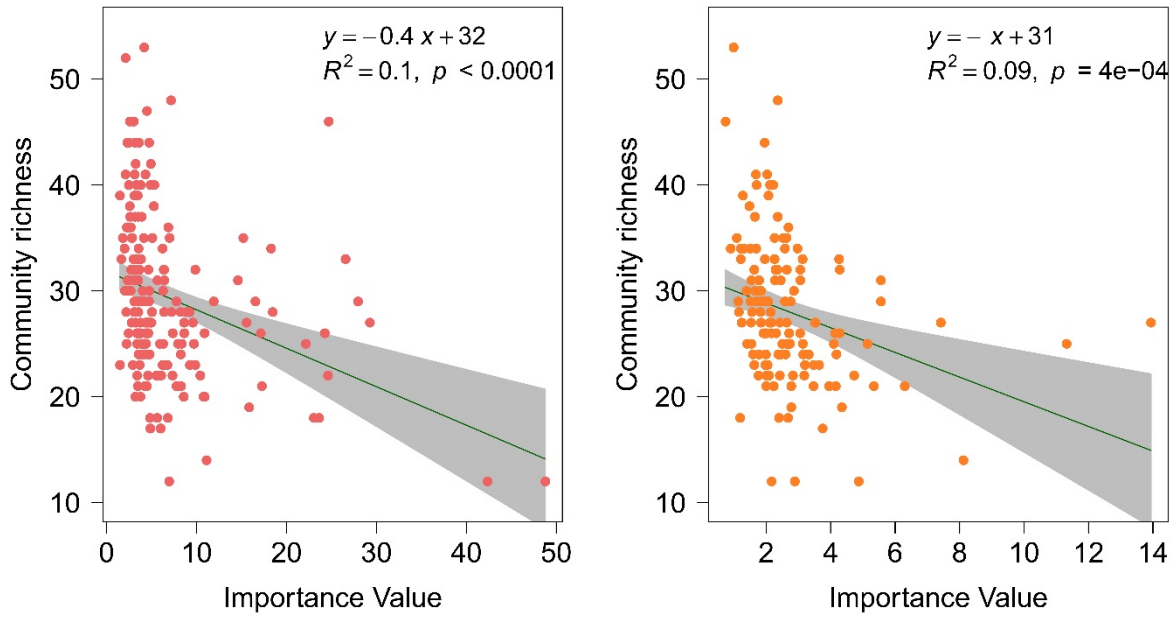 y = − 0.4 x + 32
R² = 0.1, p < 0.0001
50
40
30
20
10
Community richness
0 10 20 30 40 50
Importance Value
y = − x + 31
R² = 0.09, p = 4e−04
50
40
30
20
10
Community richness
2 4 6 8 10 12 14
Importance Value